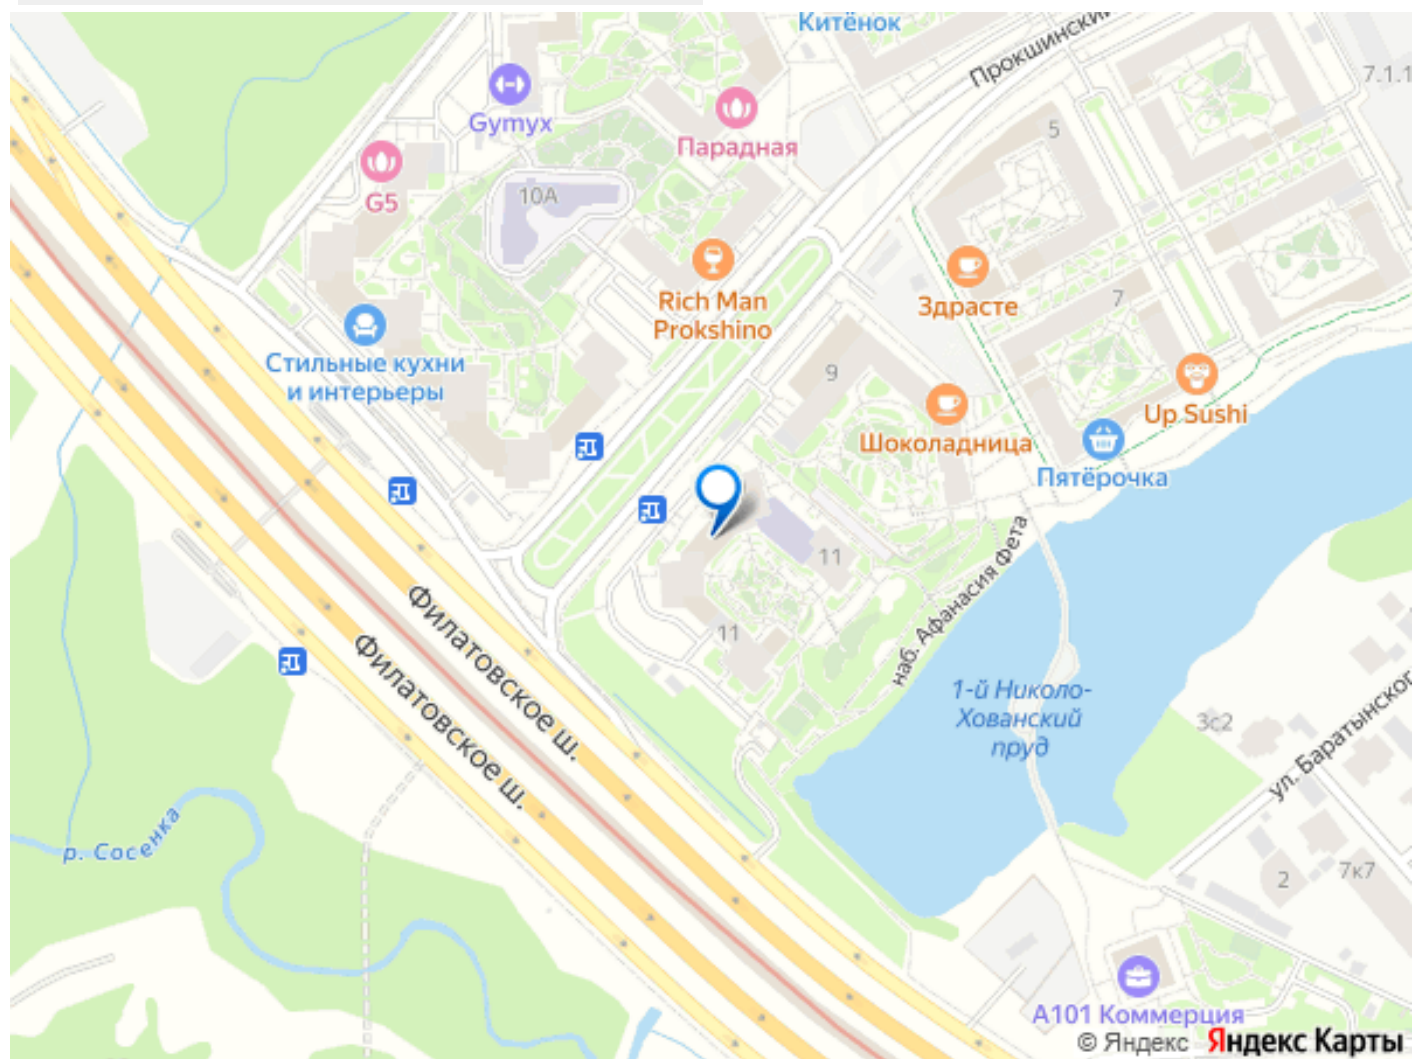 Китёнок
Прокшинский
7.1.1
Gymyx
Парадная
5
G5
10А
Rich Man
Prokshino
Здрасте
7
Стильные кухни
и интерьеры
9
Up Sushi
Шоколадница
Пятёрочка
11
наб. Афанасия Фета
11
Филатовское ш.
Филатовское ш.
1-й Николо-
Хованский
пруд
3с2
ул. Баратынского
р. Сосенка
2
7к7
А101 Коммерция
© Яндекс Яндекс Карты